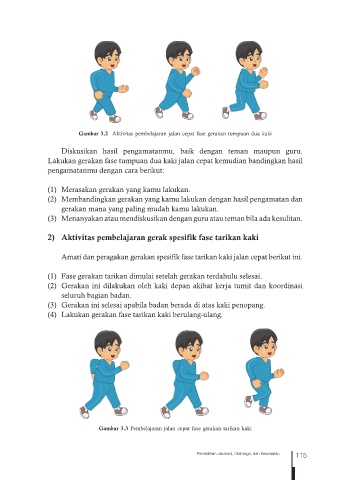 Gambar 3.2 Aktivitas pembelajaran jalan cepat fase gerakan tumpuan dua kaki
Diskusikan hasil pengamatanmu, baik dengan teman maupun guru.
Lakukan gerakan fase tumpuan dua kaki jalan cepat kemudian bandingkan hasil
pengamatanmu dengan cara berikut:
(1) Merasakan gerakan yang kamu lakukan.
(2) Membandingkan gerakan yang kamu lakukan dengan hasil pengamatan dan
gerakan mana yang paling mudah kamu lakukan.
(3) Menanyakan atau mendiskusikan dengan guru atau teman bila ada kesulitan.
2) Aktivitas pembelajaran gerak spesifik fase tarikan kaki
Amati dan peragakan gerakan spesifik fase tarikan kaki jalan cepat berikut ini.
(1) Fase gerakan tarikan dimulai setelah gerakan terdahulu selesai.
(2) Gerakan ini dilakukan oleh kaki depan akibat kerja tumit dan koordinasi
seluruh bagian badan.
(3) Gerakan ini selesai apabila badan berada di atas kaki penopang.
(4) Lakukan gerakan fase tarikan kaki berulang-ulang.
Gambar 3.3 Pembelajaran jalan cepat fase gerakan tarikan kaki
Pendidikan Jasmani, Olahraga, dan Kesehatan 115